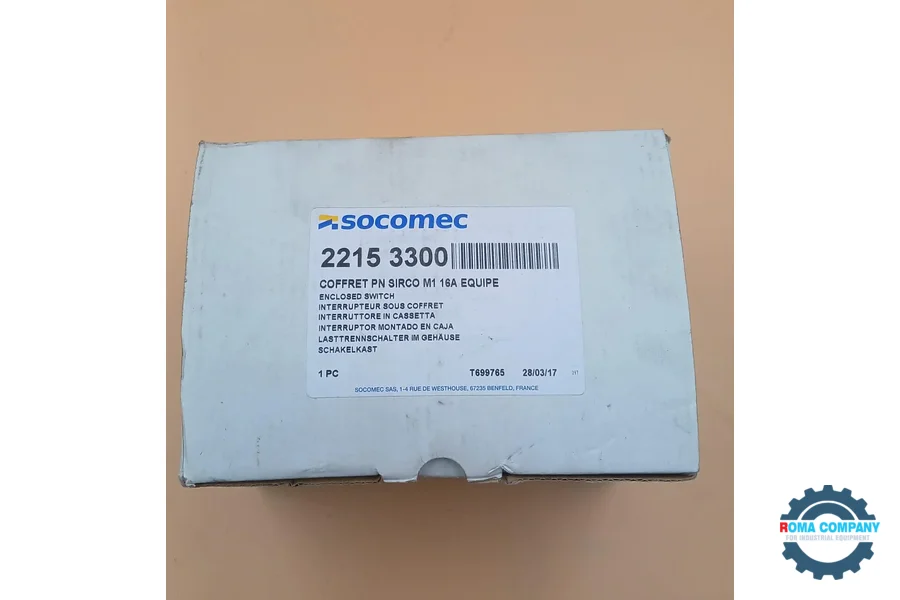 socomec
2215 3300
COFFRET PN SIRCO M1 16A EQUIPE
ENCLOSED SWITCH
INTERRUPTEUR SOUS COFFRET
INTERRUTTORE IN CASSETTA
INTERRUPTOR MONTADO EN CAJA
LASTTRENNSCHALTER IM GEHÄUSE
SCHAKELKAST
1 PC T699765 28/03/17
SOCOMEC SAS, 1-4 RUE DE WESTHOUSE, 67235 BENFELD, FRANCE
ROMA COMPANY
FOR INDUSTRIAL EQUIPMENT